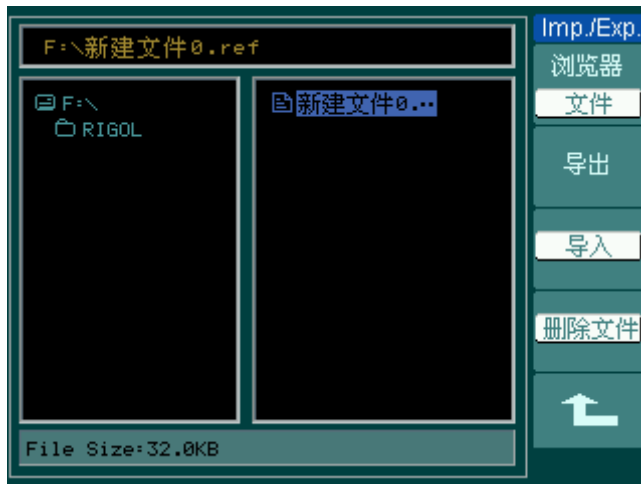 F:\新建文件0.ref
F:\
RIGOL
新建文件0.··
File Size:32.0KB
Imp./Exp.
浏览器
文件
导出
导入
删除文件